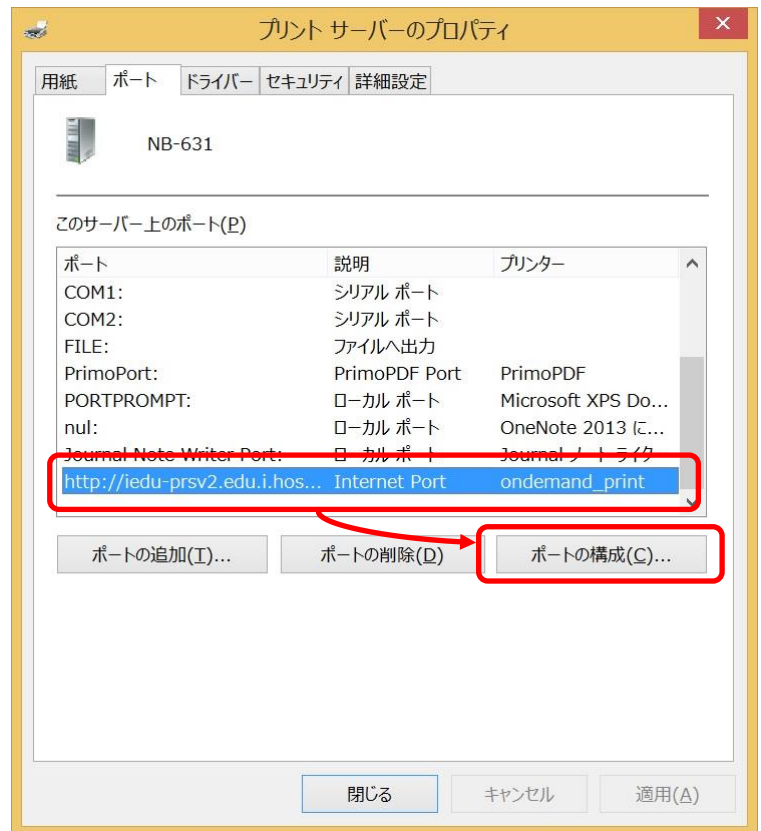 プリント サーバーのプロパティ
×
用紙 ポート ドライバー セキュリティ 詳細設定
NB-631
このサーバー上のポート(P)
ポート 説明 プリンター
COM1: シリアル ポート
COM2: シリアル ポート
FILE: ファイルへ出力
PrimoPort: PrimoPDF Port PrimoPDF
PORTPROMPT: ローカル ポート Microsoft XPS Do...
nul: ローカル ポート OneNote 2013 に...
Journal Note Writer Port: ローカル ポート Journal ノート ライター
http://iedu-prsv2.edu.i.hos... Internet Port ondemand_print
ポートの追加(T)... ポートの削除(D) ポートの構成(C)...
閉じる キャンセル 適用(A)